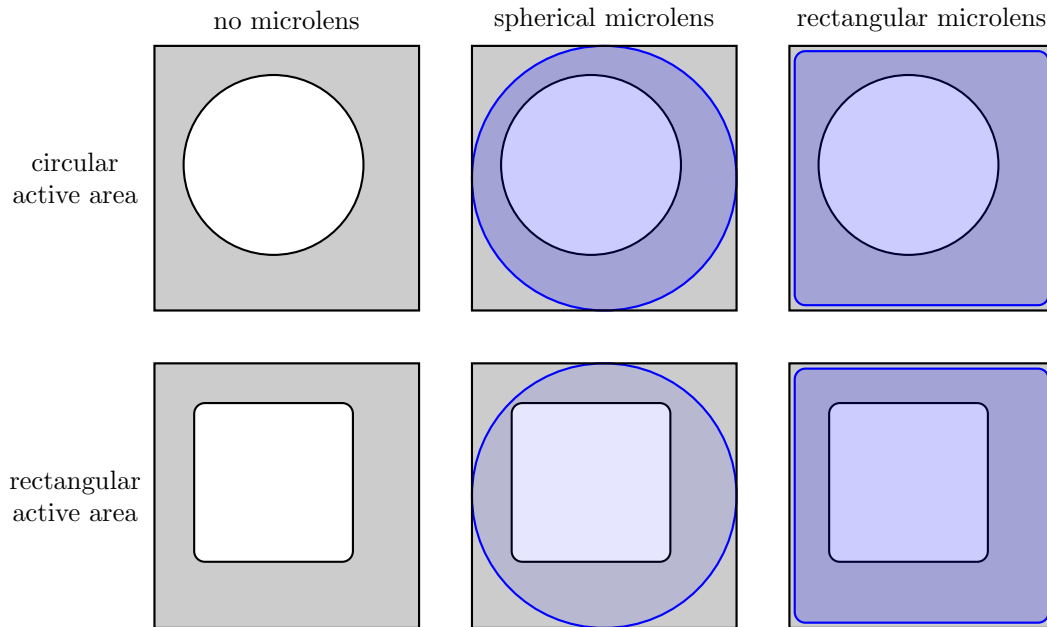 no microlens
spherical microlens
rectangular microlens
circular
active area
rectangular
active area